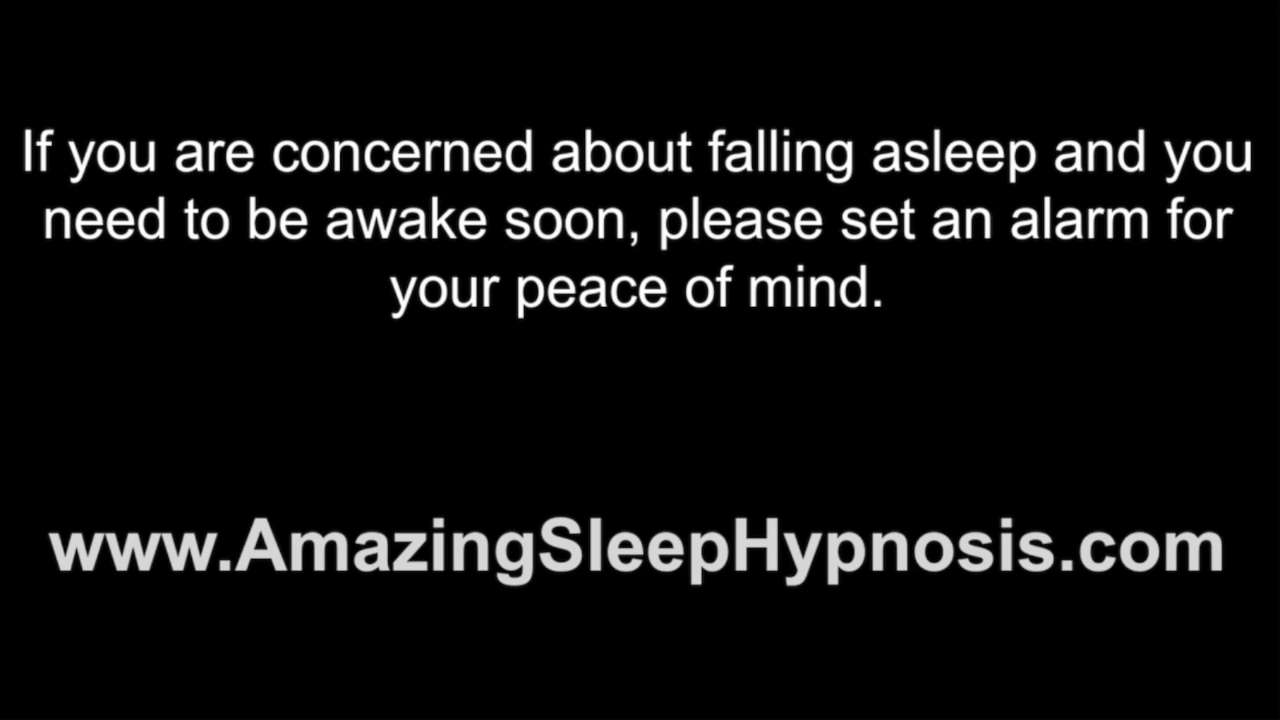 If you are concerned about falling asleep and you
need to be awake soon, please set an alarm for
your peace of mind.
www.AmazingSleepHypnosis.com